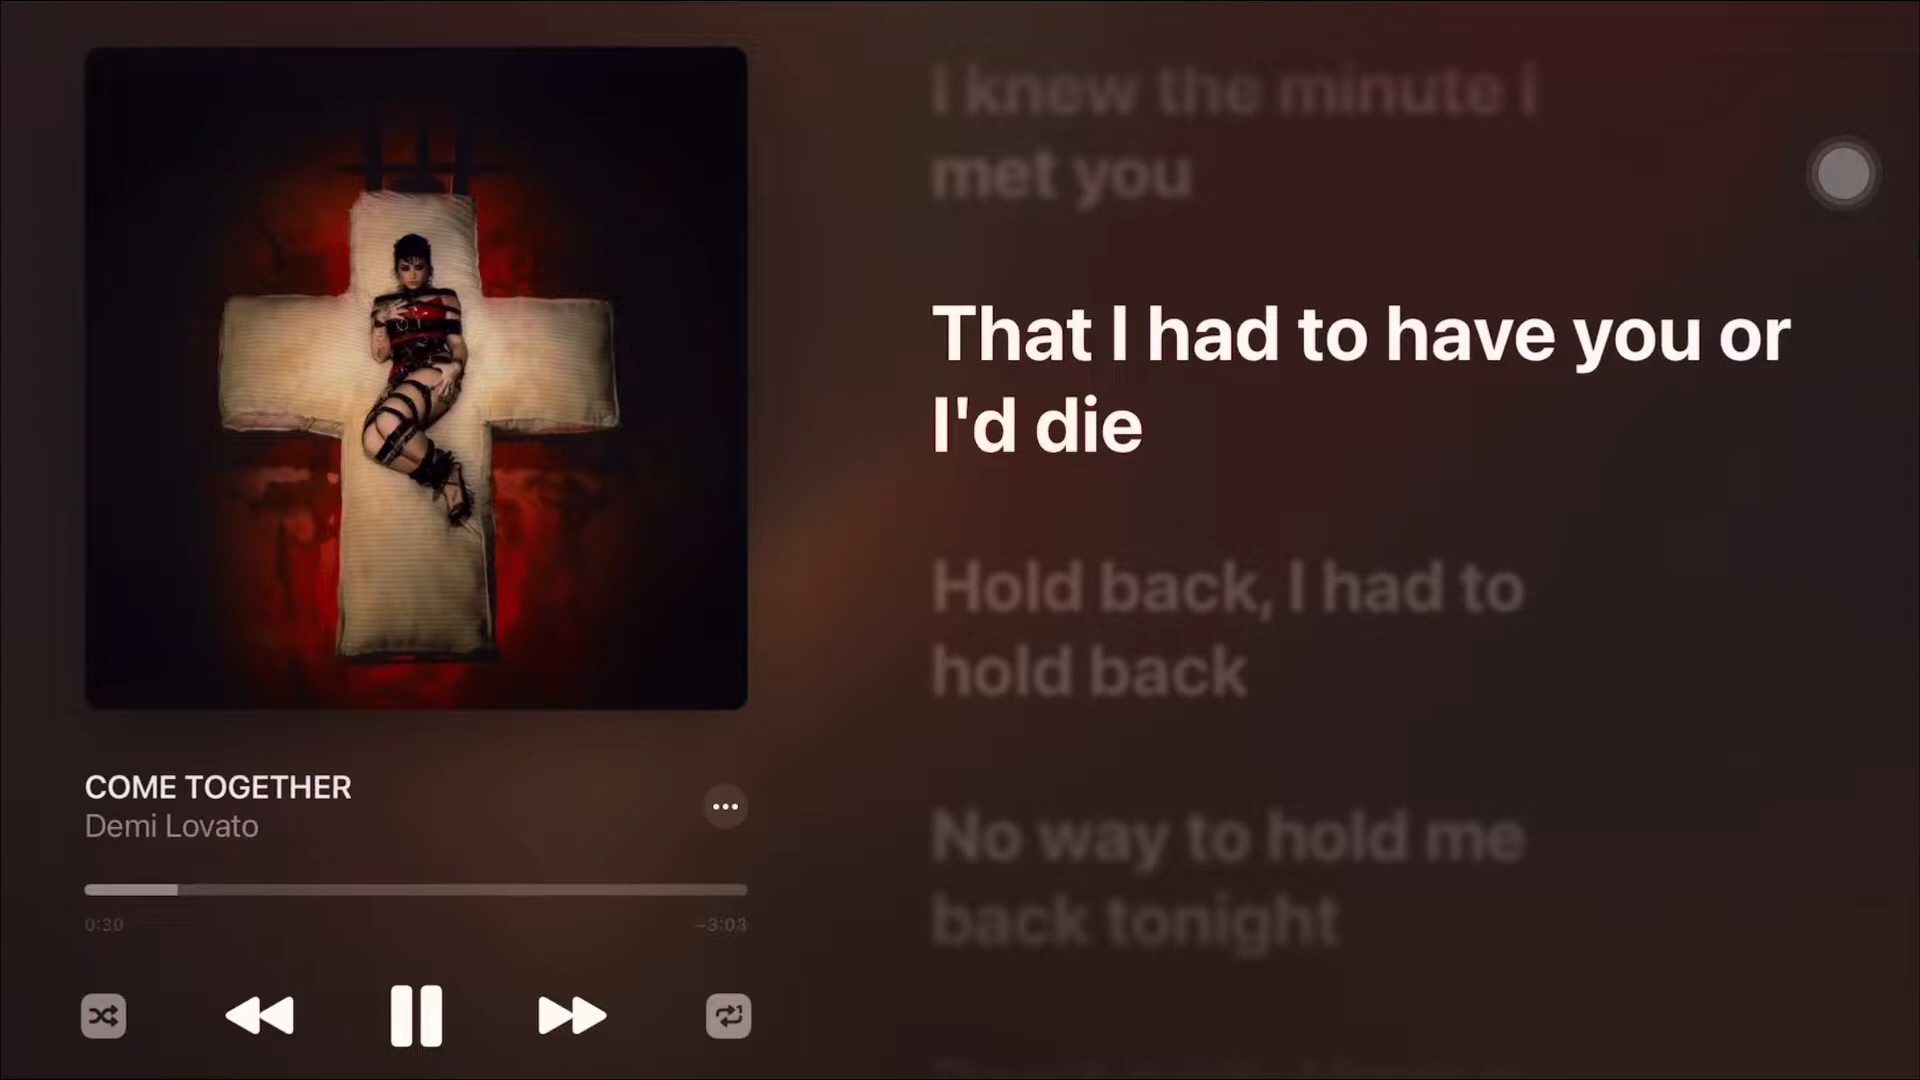 I knew the minute i
met you
That I had to have you or
I'd die
Hold back, I had to
hold back
No way to hold me
back tonight
COME TOGETHER
Demi Lovato
0:30
-3:03